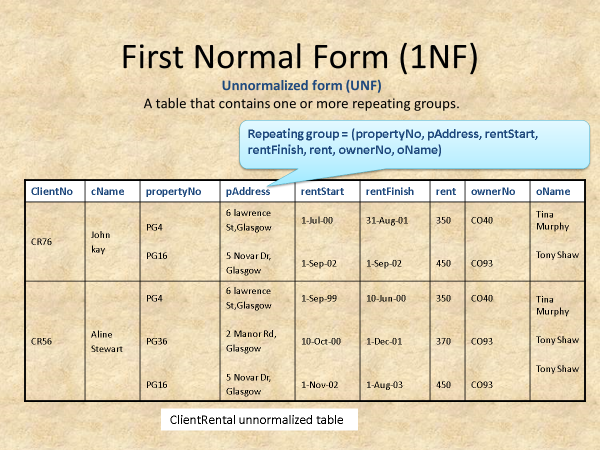 First Normal Form (1NF)
Unnormalized form (UNF)
A table that contains one or more repeating groups.
Repeating group = (propertyNo, pAddress, rentStart,
rentFinish, rent, ownerNo, oName)
ClientNo cName propertyNo pAddress rentStart rentFinish rent ownerNo oName
CR76
John
kay
PG4
PG16
6 lawrence
St,Glasgow
5 Novar Dr,
Glasgow
1-Jul-00
1-Sep-02
31-Aug-01
1-Sep-02
350
450
CO40
CO93
Tina
Murphy
Tony Shaw
CR56
Aline
Stewart
PG4
PG36
PG16
6 lawrence
St,Glasgow
2 Manor Rd,
Glasgow
5 Novar Dr,
Glasgow
1-Sep-99
10-Oct-00
1-Nov-02
10-Jun-00
1-Dec-01
1-Aug-03
350
370
450
CO40
CO93
CO93
Tina
Murphy
Tony Shaw
Tony Shaw
ClientRental unnormalized table